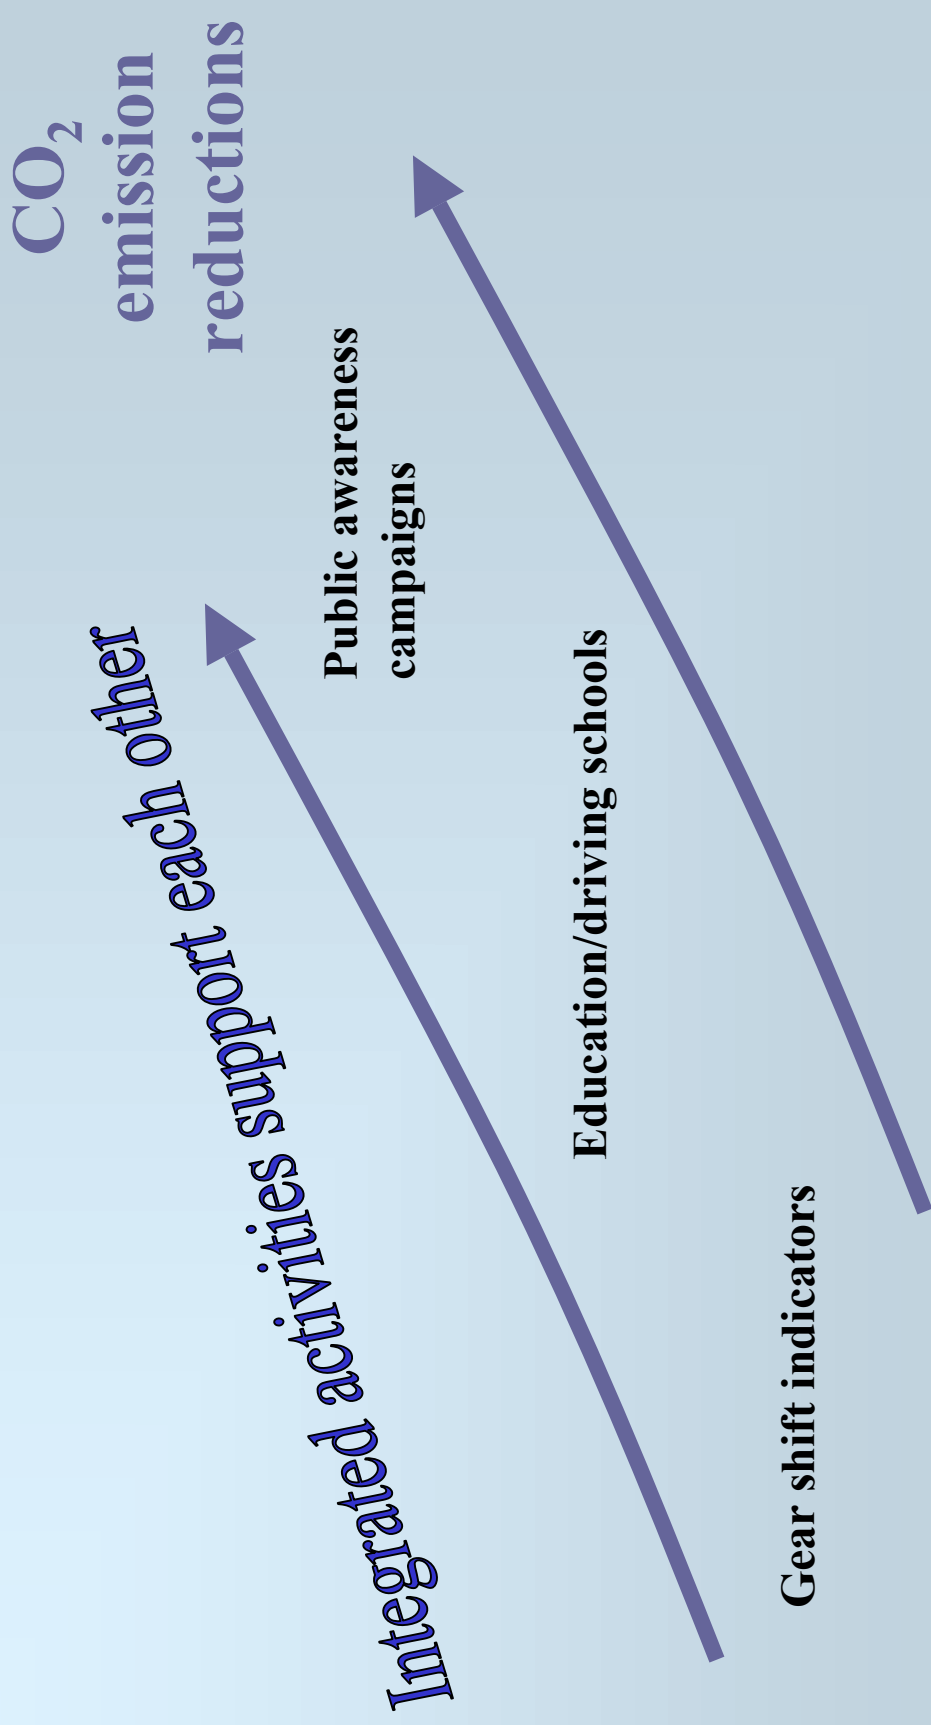 CO₂
emission
reductions
Integrated activities support each other
Public awareness
campaigns
Education/driving schools
Gear shift indicators